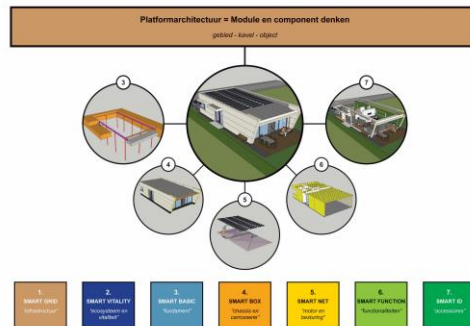 Platformarchitectuur = Module en component denken
gebied - kavel - object
3
7
4
6
5
1.
SMART GRID
"infrastructuur"
2.
SMART VITALITY
"ecosysteem en vitaliteit"
3.
SMART BASIC
"fundament"
4.
SMART BOX
"chassis en carrosserie"
5.
SMART NET
"motor en besturing"
6.
SMART FUNCTION
"functionaliteiten"
7.
SMART ID
"accessoires"